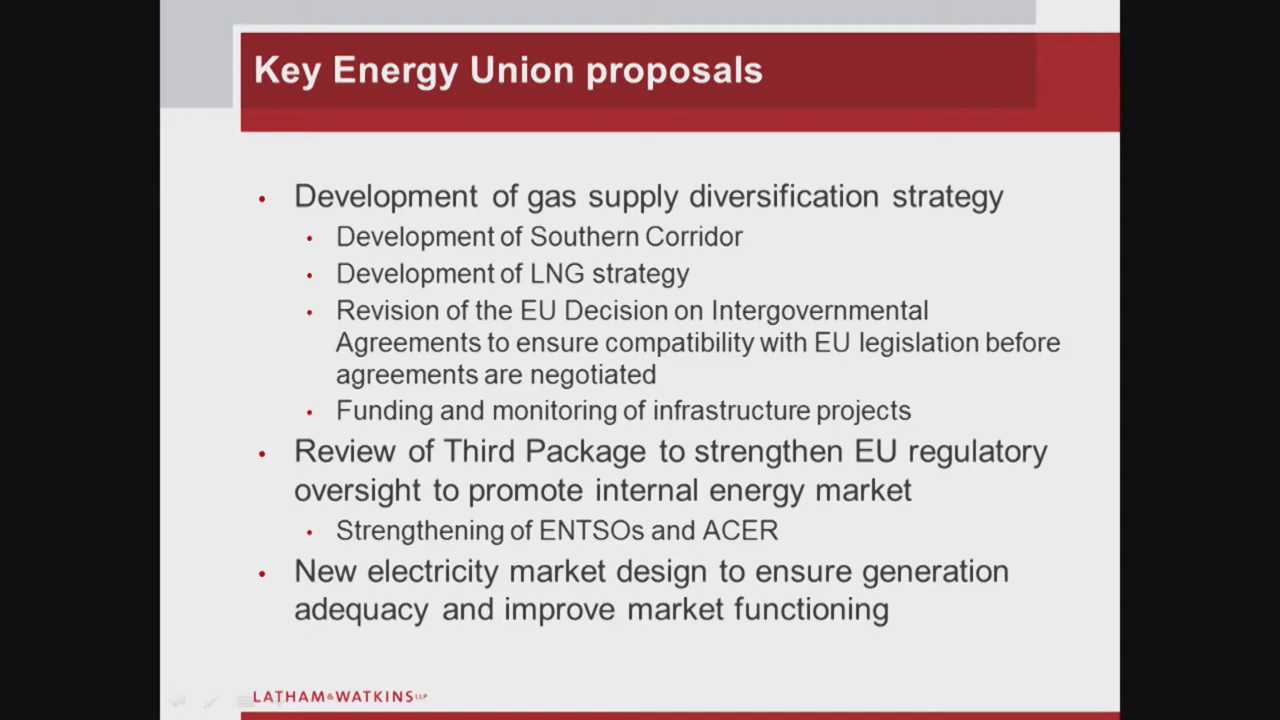 Key Energy Union proposals
• Development of gas supply diversification strategy
• Development of Southern Corridor
• Development of LNG strategy
• Revision of the EU Decision on Intergovernmental
Agreements to ensure compatibility with EU legislation before
agreements are negotiated
• Funding and monitoring of infrastructure projects
• Review of Third Package to strengthen EU regulatory
oversight to promote internal energy market
• Strengthening of ENTSOs and ACER
• New electricity market design to ensure generation
adequacy and improve market functioning
LATHAM&WATKINS LLP